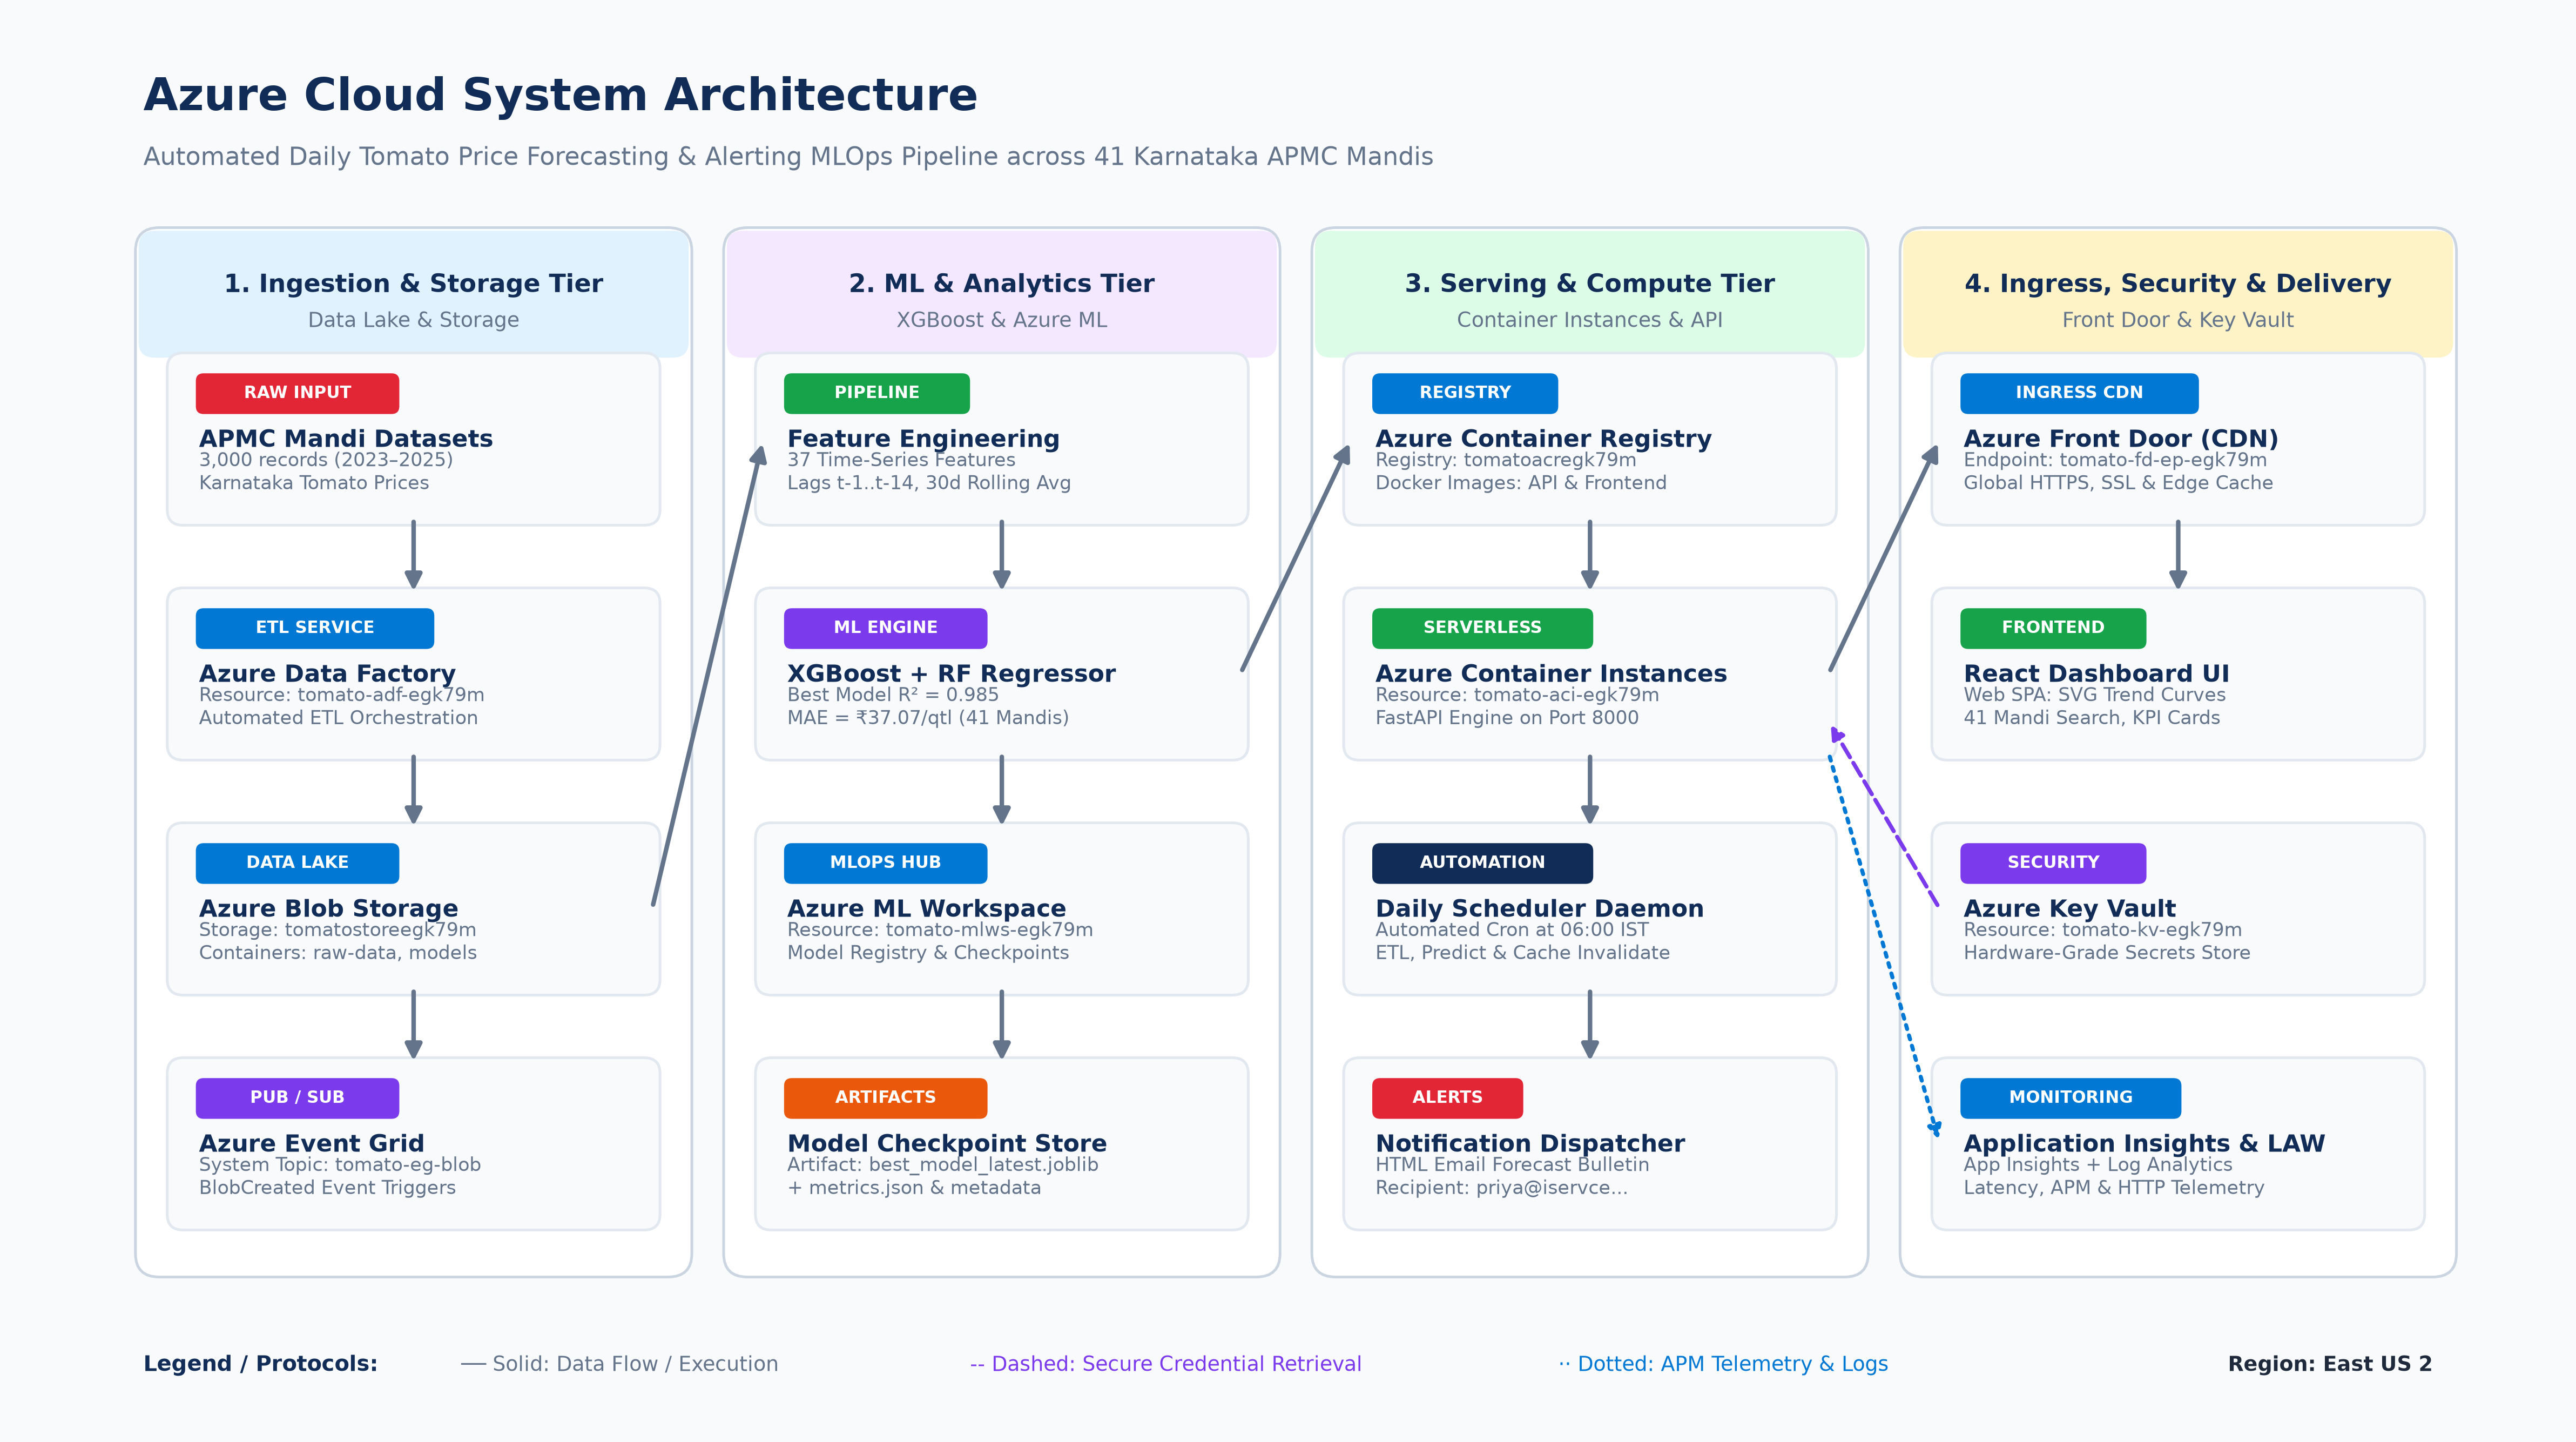 Azure Cloud System Architecture
Automated Daily Tomato Price Forecasting & Alerting MLOps Pipeline across 41 Karnataka APMC Mandis
1. Ingestion & Storage Tier
Data Lake & Storage
RAW INPUT
APMC Mandi Datasets
3,000 records (2023–2025)
Karnataka Tomato Prices
ETL SERVICE
Azure Data Factory
Resource: tomato-adf-egk79m
Automated ETL Orchestration
DATA LAKE
Azure Blob Storage
Storage: tomatostoreegk79m
Containers: raw-data, models
PUB / SUB
Azure Event Grid
System Topic: tomato-eg-blob
BlobCreated Event Triggers
2. ML & Analytics Tier
XGBoost & Azure ML
PIPELINE
Feature Engineering
37 Time-Series Features
Lags t-1..t-14, 30d Rolling Avg
ML ENGINE
XGBoost + RF Regressor
Best Model R² = 0.985
MAE = ₹37.07/qtl (41 Mandis)
MLOPS HUB
Azure ML Workspace
Resource: tomato-mlws-egk79m
Model Registry & Checkpoints
ARTIFACTS
Model Checkpoint Store
Artifact: best_model_latest.joblib
+ metrics.json & metadata
3. Serving & Compute Tier
Container Instances & API
REGISTRY
Azure Container Registry
Registry: tomatoacregk79m
Docker Images: API & Frontend
SERVERLESS
Azure Container Instances
Resource: tomato-aci-egk79m
FastAPI Engine on Port 8000
AUTOMATION
Daily Scheduler Daemon
Automated Cron at 06:00 IST
ETL, Predict & Cache Invalidate
ALERTS
Notification Dispatcher
HTML Email Forecast Bulletin
Recipient: priya@iservce...
4. Ingress, Security & Delivery
Front Door & Key Vault
INGRESS CDN
Azure Front Door (CDN)
Endpoint: tomato-fd-ep-egk79m
Global HTTPS, SSL & Edge Cache
FRONTEND
React Dashboard UI
Web SPA: SVG Trend Curves
41 Mandi Search, KPI Cards
SECURITY
Azure Key Vault
Resource: tomato-kv-egk79m
Hardware-Grade Secrets Store
MONITORING
Application Insights & LAW
App Insights + Log Analytics
Latency, APM & HTTP Telemetry
Legend / Protocols:
── Solid: Data Flow / Execution
-- Dashed: Secure Credential Retrieval
·· Dotted: APM Telemetry & Logs
Region: East US 2